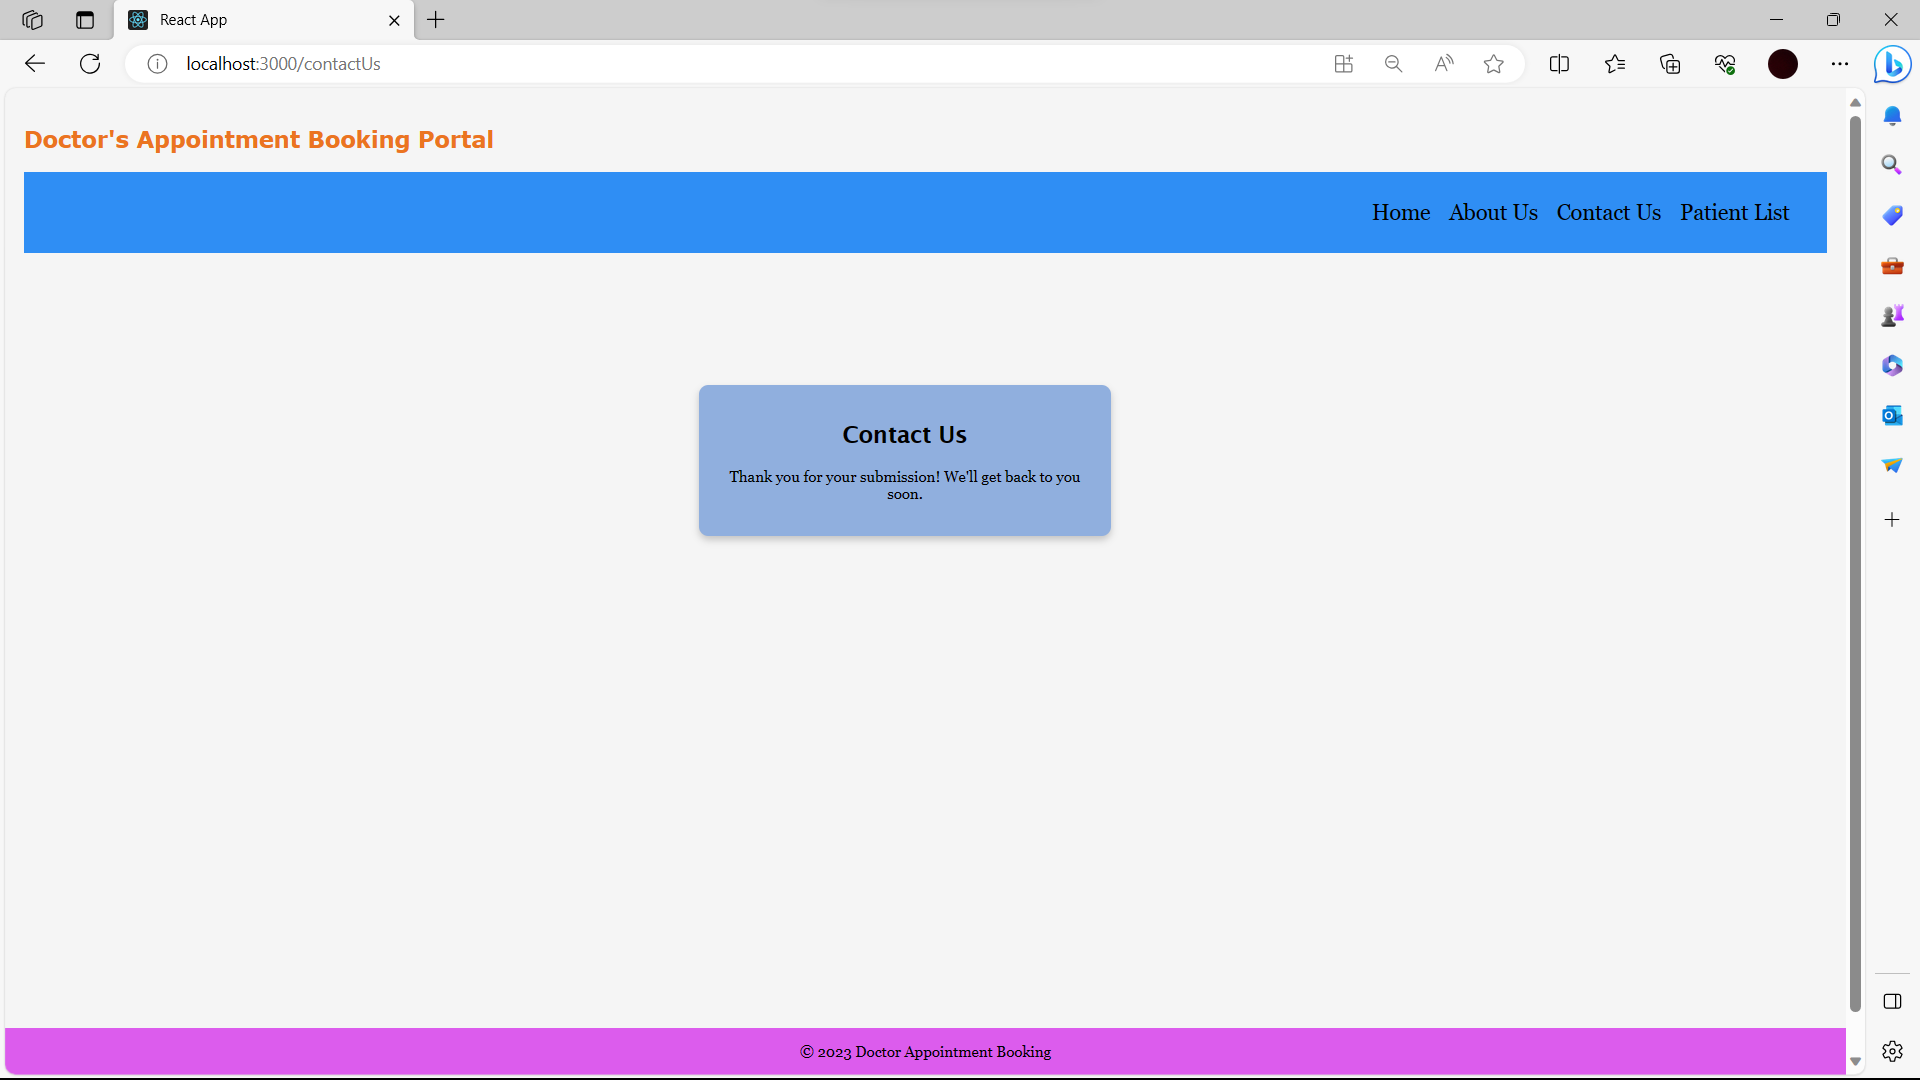 React App
localhost:3000/contactUs
Doctor's Appointment Booking Portal
Home About Us Contact Us Patient List
Contact Us
Thank you for your submission! We'll get back to you
soon.
© 2023 Doctor Appointment Booking